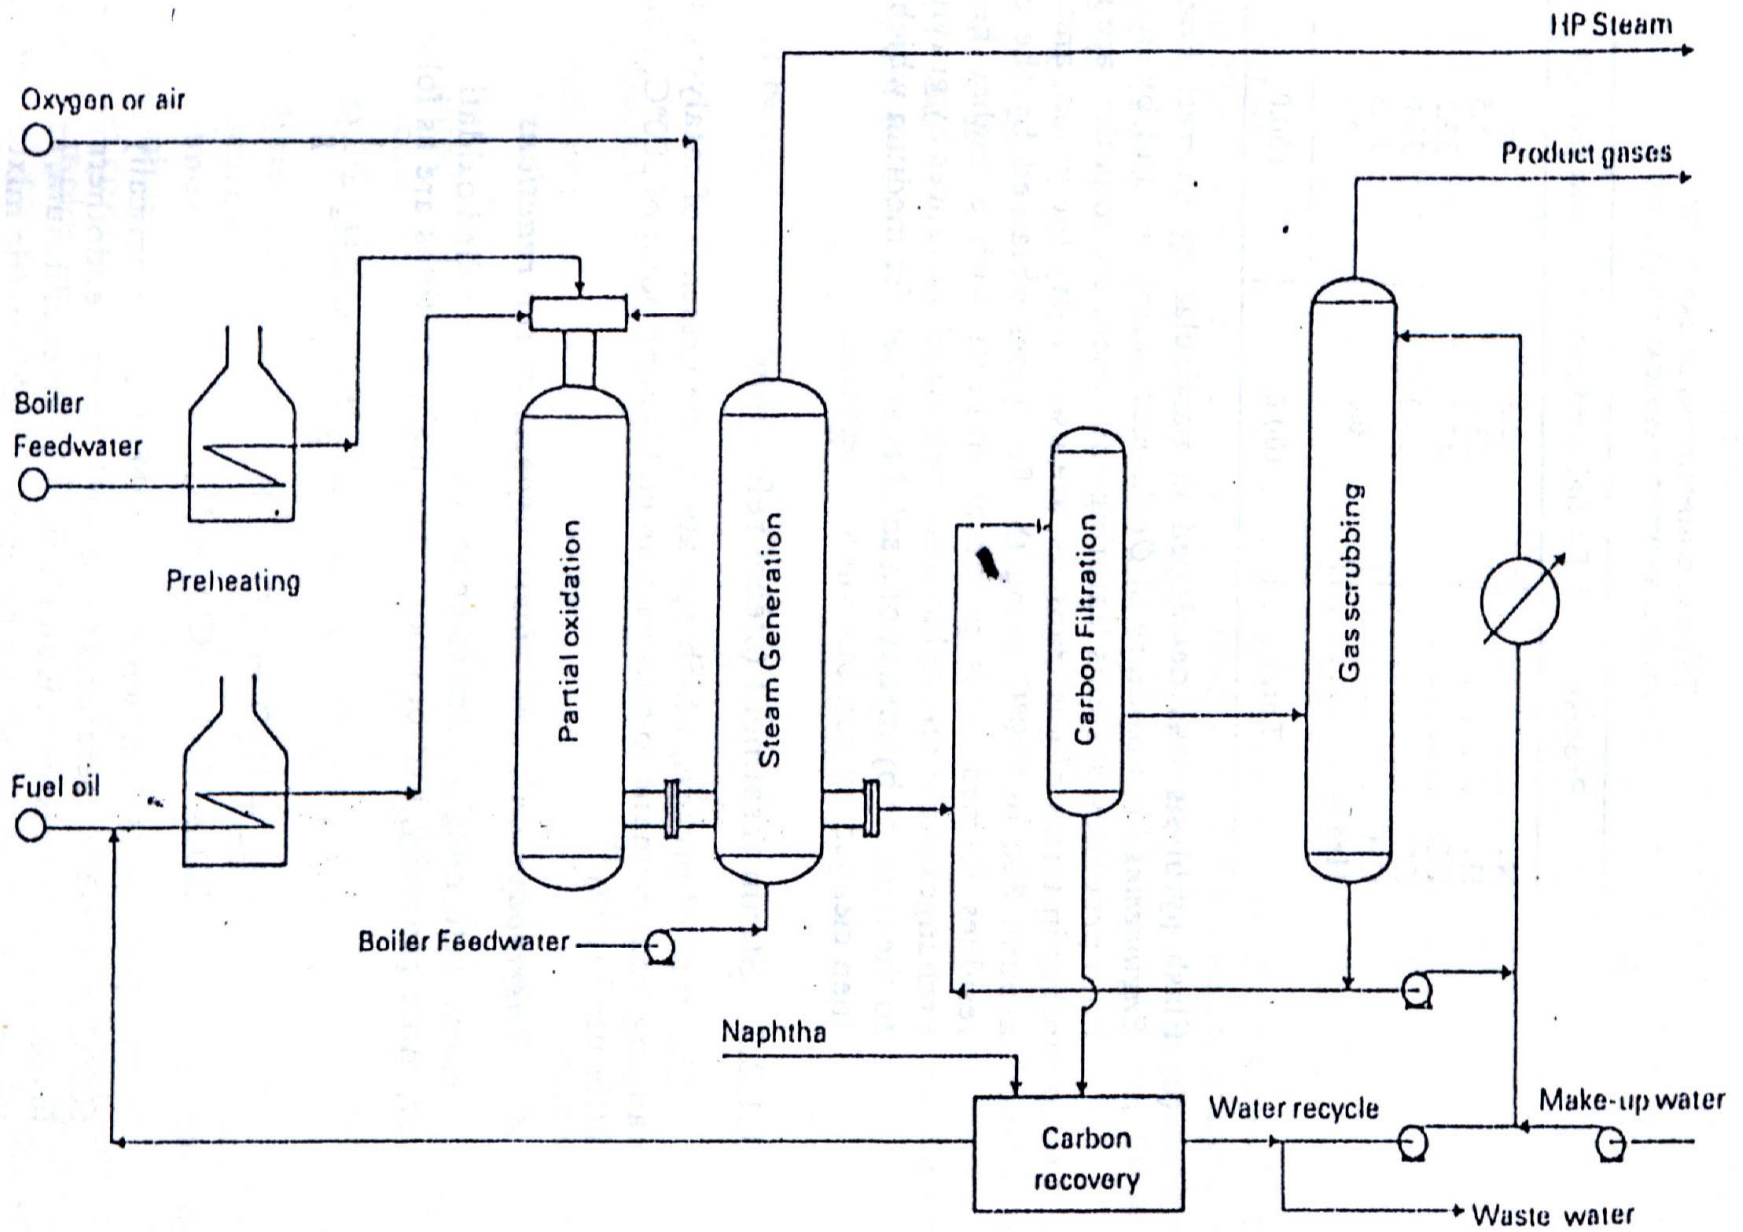 HP Steam
Oxygen or air
Product gases
Boiler
Feedwater
Preheating
Partial oxidation
Steam Generation
Carbon Filtration
Gas scrubbing
Fuel oil
Boiler Feedwater
Naphtha
Water recycle
Make-up water
Carbon
recovery
Waste water